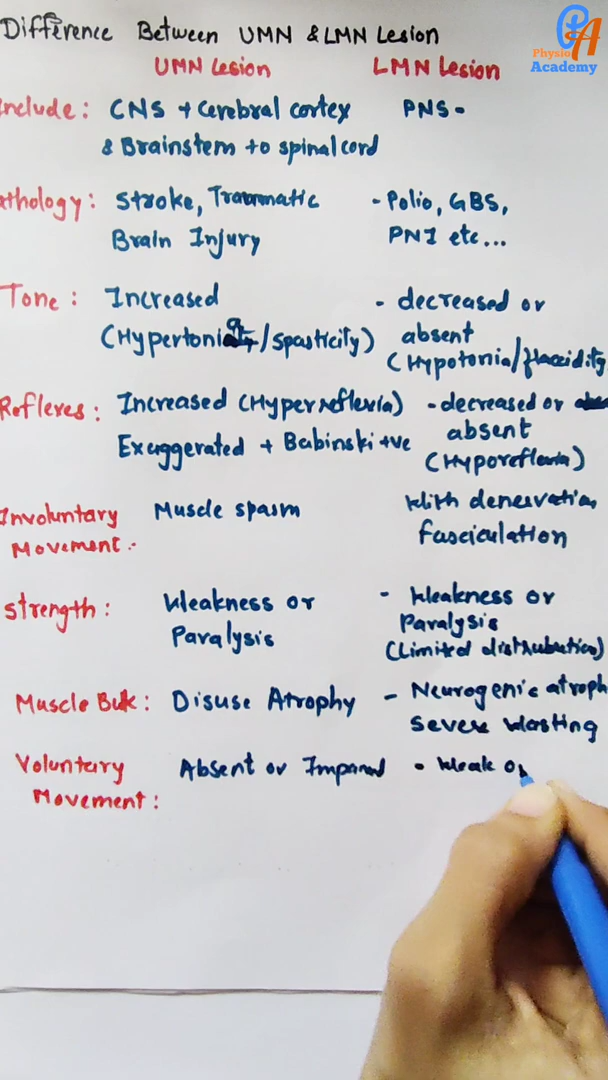 Difference Between UMN & LMN Lesion
Physio Academy
UMN Lesion LMN Lesion
Include: CNS + Cerebral cortex PNS -
& Brainstem to spinal cord
athology: Stroke, Traumatic - Polio, GBS,
Brain Injury PNI etc...
Tone: Increased - decreased or
(Hypertonia/spasticity) absent
(Hypotonia/flaccidity
Reflexes: Increased (Hyperreflexia) - decreased or
Exaggerated + Babinski +ve absent
(Hyporeflexia)
Involuntary Muscle spasm With denervation
Movement:- fasciculation
Strength: Weakness or - Weakness or
Paralysis Paralysis
(Limited distribution)
Muscle Buk: Disuse Atrophy - Neurogenic atroph
Severe Wasting
Voluntary Absent or - Weak or
Movement: